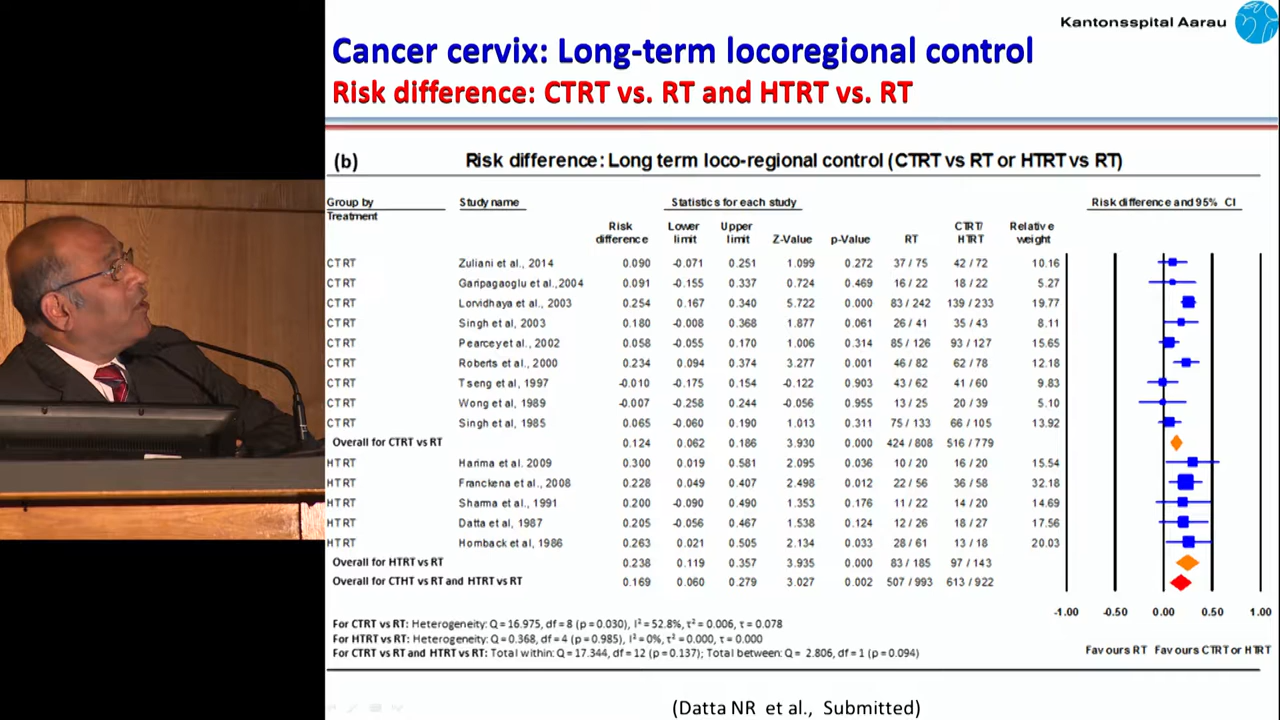 Kantonsspital Aarau
Cancer cervix: Long-term locoregional control
Risk difference: CTRT vs. RT and HTRT vs. RT
(b) Risk difference: Long term loco-regional control (CTRT vs RT or HTRT vs RT)
Group by Treatment Study name Statistics for each study Risk difference and 95% CI
Risk difference Lower limit Upper limit Z-Value p-Value RT CTRT/ HTRT Relative weight
CTRT Zuliani et al., 2014 0.090 -0.071 0.251 1.099 0.272 37 / 75 42 / 72 10.16
CTRT Garipagaoglu et al.,2004 0.091 -0.155 0.337 0.724 0.469 16 / 22 18 / 22 5.27
CTRT Lorvidhaya et al., 2003 0.254 0.167 0.340 5.722 0.000 83 / 242 139 / 233 19.77
CTRT Singh et al, 2003 0.180 -0.008 0.368 1.877 0.061 26 / 41 35 / 43 8.11
CTRT Pearcey et al., 2002 0.058 -0.055 0.170 1.006 0.314 85 / 126 93 / 127 15.65
CTRT Roberts et al., 2000 0.234 0.094 0.374 3.277 0.001 46 / 82 62 / 78 12.18
CTRT Tseng et al, 1997 -0.010 -0.175 0.154 -0.122 0.903 43 / 62 41 / 60 9.83
CTRT Wong et al, 1989 -0.007 -0.258 0.244 -0.056 0.955 13 / 25 20 / 39 5.10
CTRT Singh et al, 1985 0.065 -0.060 0.190 1.013 0.311 75 / 133 66 / 105 13.92
Overall for CTRT vs RT 0.124 0.062 0.186 3.930 0.000 424 / 808 516 / 779
HTRT Harima et al. 2009 0.300 0.019 0.581 2.095 0.036 10 / 20 16 / 20 15.54
HTRT Franckena et al., 2008 0.228 0.049 0.407 2.498 0.012 22 / 56 36 / 58 32.18
HTRT Sharma et al., 1991 0.200 -0.090 0.490 1.353 0.176 11 / 22 14 / 20 14.69
HTRT Datta et al, 1987 0.205 -0.056 0.467 1.538 0.124 12 / 26 18 / 27 17.56
HTRT Hornback et al, 1986 0.263 0.021 0.505 2.134 0.033 28 / 61 13 / 18 20.03
Overall for HTRT vs RT 0.238 0.119 0.357 3.935 0.000 83 / 185 97 / 143
Overall for CTHT vs RT and HTRT vs RT 0.169 0.060 0.279 3.027 0.002 507 / 993 613 / 922
-1.00 -0.50 0.00 0.50 1.00
Favours RT Favours CTRT or HTRT
For CTRT vs RT: Heterogeneity: Q = 16.975, df = 8 (p = 0.030), I² = 52.8%, τ² = 0.006, τ = 0.078
For HTRT vs RT: Heterogeneity: Q = 0.368, df = 4 (p = 0.985), I² = 0%, τ² = 0.000, τ = 0.000
For CTRT vs RT and HTRT vs RT: Total within: Q = 17.344, df = 12 (p = 0.137); Total between: Q = 2.806, df = 1 (p = 0.094)
(Datta NR et al., Submitted)